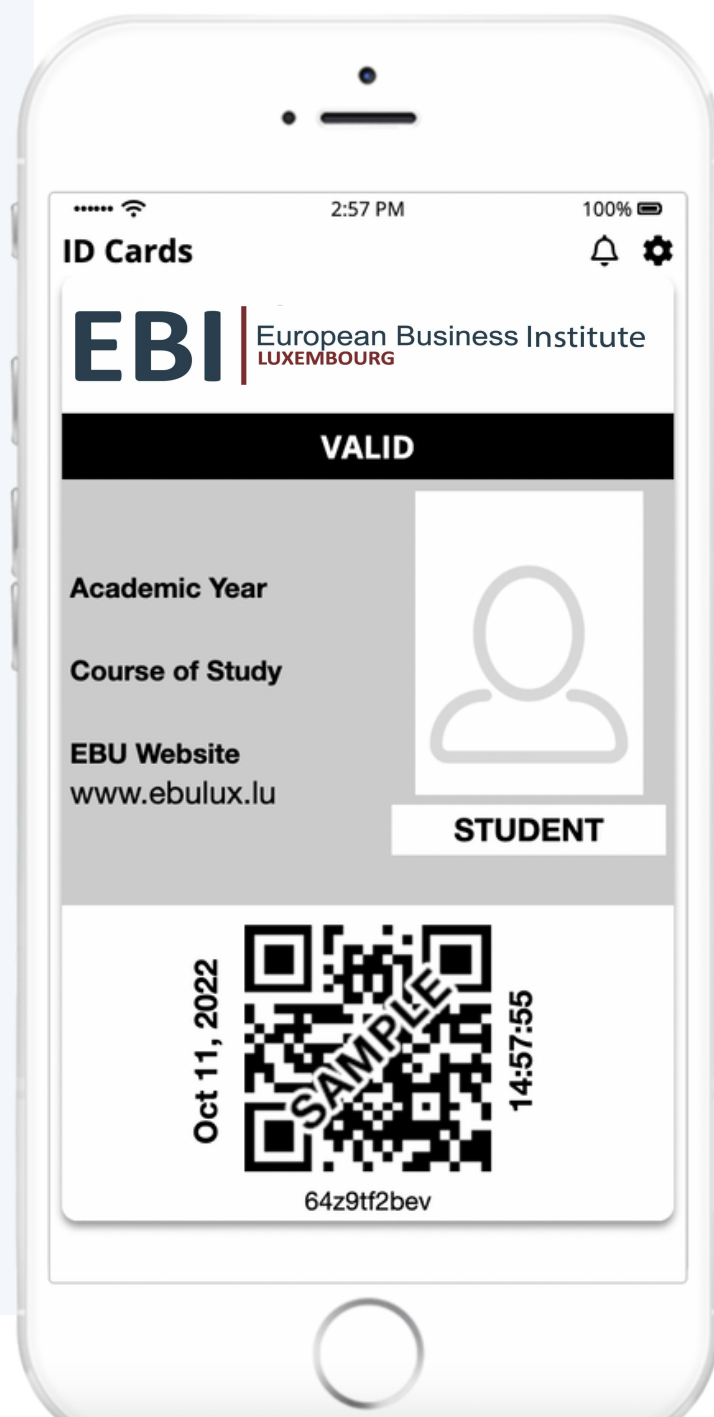 2:57 PM 100%
ID Cards
EBI European Business Institute
LUXEMBOURG
VALID
Academic Year
Course of Study
EBU Website
www.ebulux.lu
STUDENT
Oct 11, 2022
SAMPLE
14:57:55
64z9tf2bev